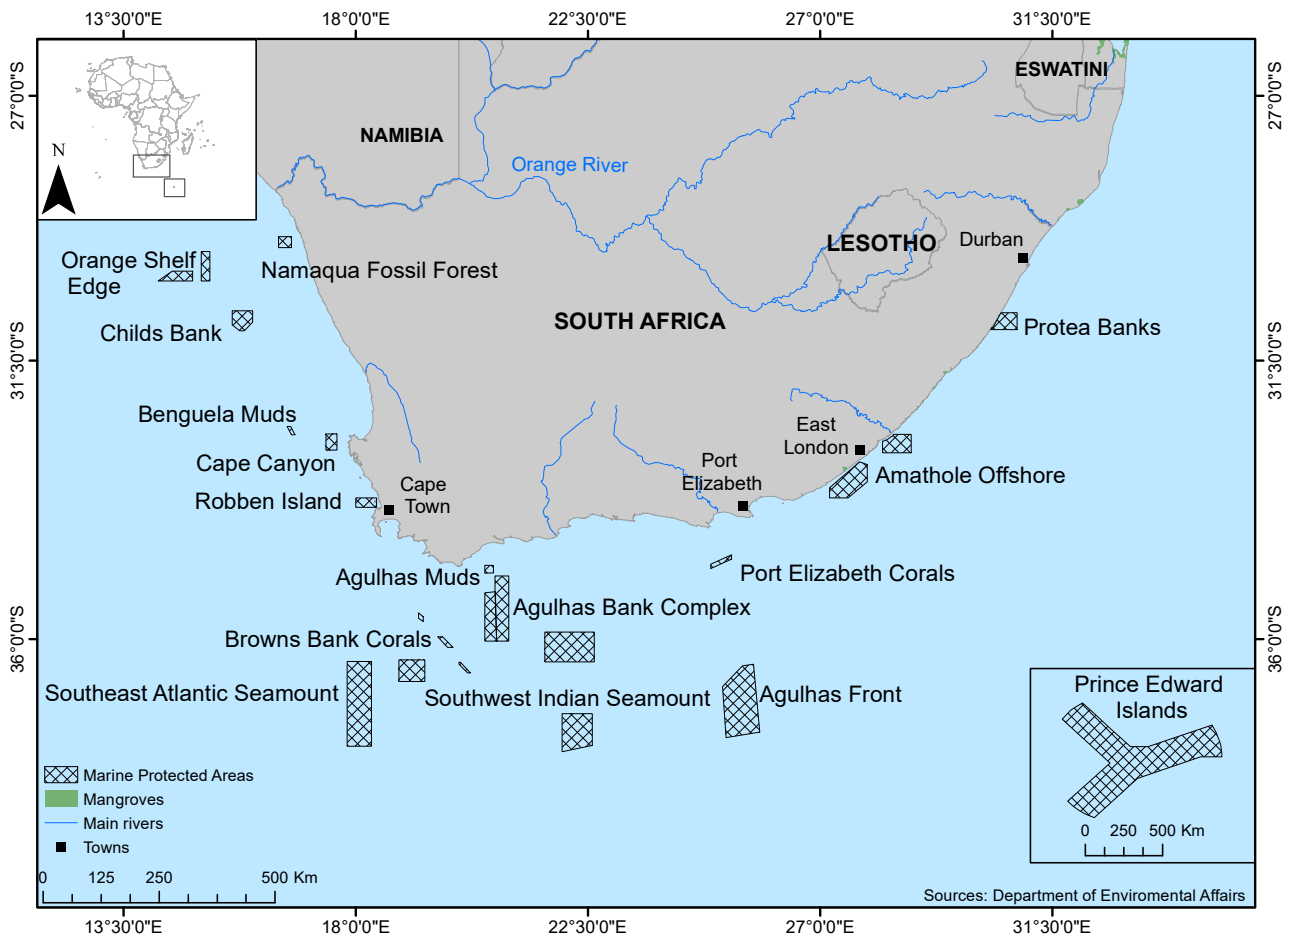 13°30'0"E
18°00'0"E
22°30'0"E
27°00'0"E
31°30'0"E
27°0'0"S
27°0'0"S
ESWATINI
NAMIBIA
N
Orange River
LESOTHO
Durban
Orange Shelf
Edge
Namaqua Fossil Forest
Childs Bank
SOUTH AFRICA
Protea Banks
31°30'0"S
31°30'0"S
Benguela Muds
East
London
Cape Canyon
Port
Elizabeth
Amathole Offshore
Robben Island
Cape
Town
Agulhas Muds
Port Elizabeth Corals
Agulhas Bank Complex
36°0'0"S
36°0'0"S
Browns Bank Corals
Southeast Atlantic Seamount
Southwest Indian Seamount
Agulhas Front
Prince Edward
Islands
Marine Protected Areas
Mangroves
Main rivers
Towns
0 250 500 Km
0 125 250 500 Km
Sources: Department of Enviromental Affairs
13°30'0"E
18°00'0"E
22°30'0"E
27°00'0"E
31°30'0"E